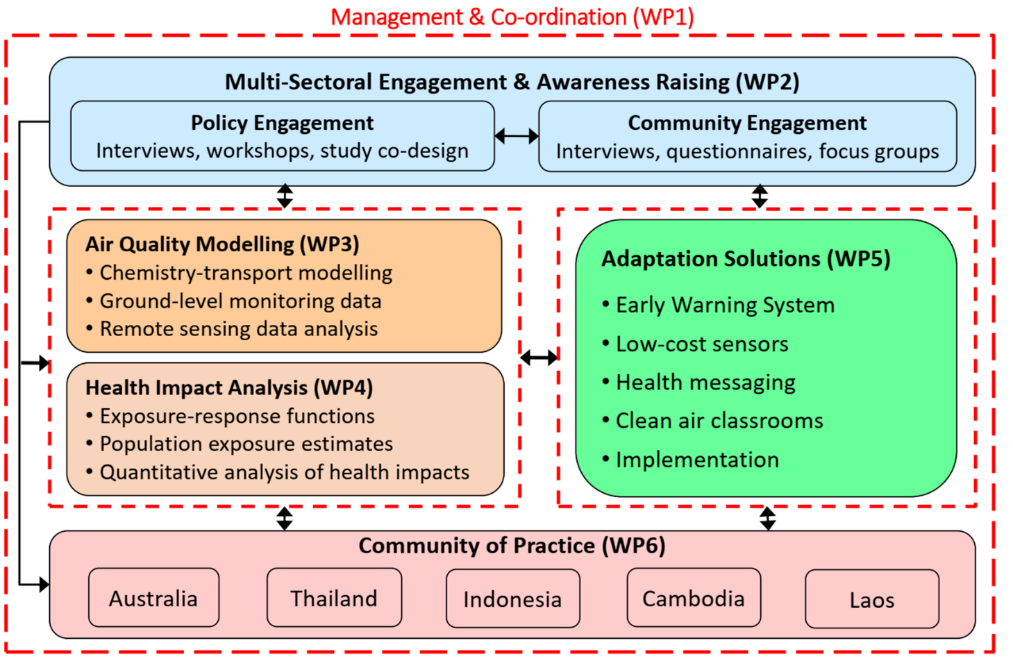 Management & Co-ordination (WP1)
Multi-Sectoral Engagement & Awareness Raising (WP2)
Policy Engagement
Interviews, workshops, study co-design
Community Engagement
Interviews, questionnaires, focus groups
Air Quality Modelling (WP3)
• Chemistry-transport modelling
• Ground-level monitoring data
• Remote sensing data analysis
Health Impact Analysis (WP4)
• Exposure-response functions
• Population exposure estimates
• Quantitative analysis of health impacts
Adaptation Solutions (WP5)
• Early Warning System
• Low-cost sensors
• Health messaging
• Clean air classrooms
• Implementation
Community of Practice (WP6)
Australia
Thailand
Indonesia
Cambodia
Laos